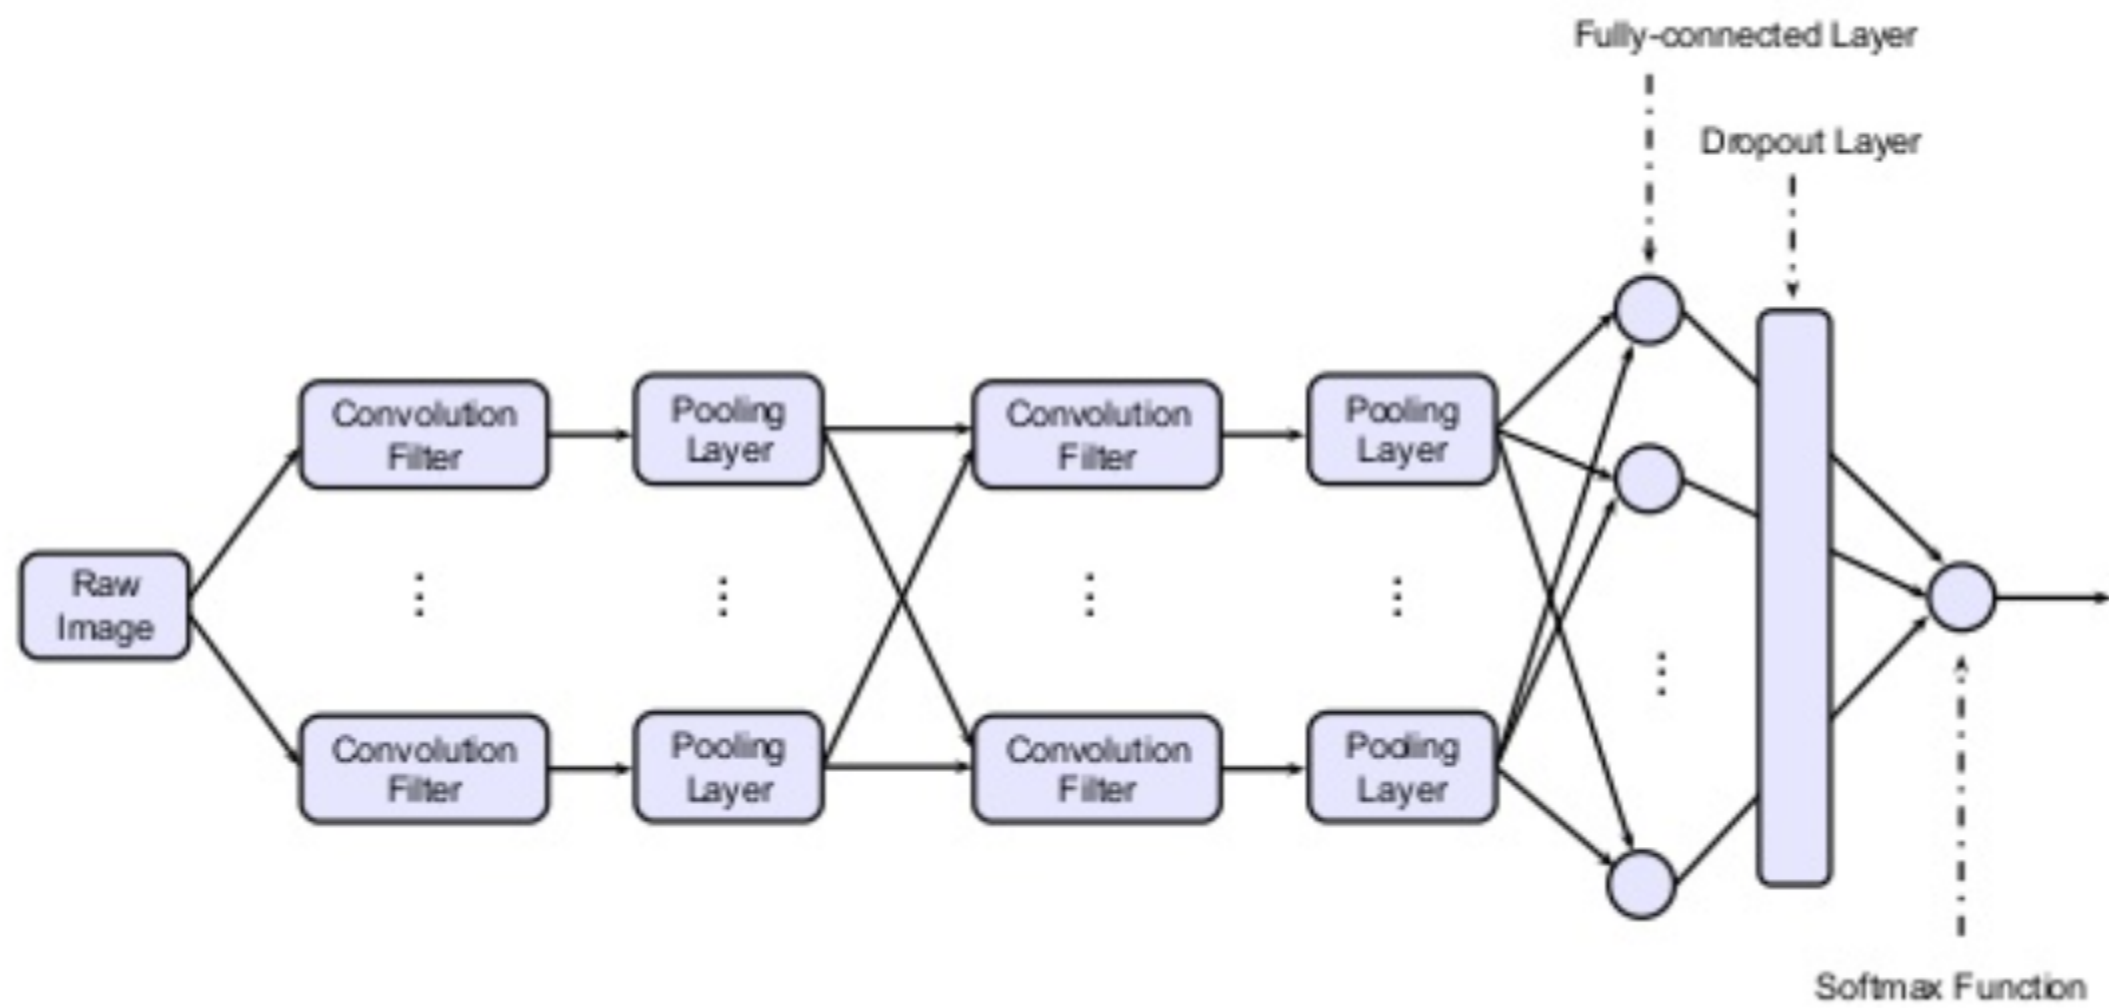 Fully-connected Layer
Dropout Layer
Convolution
Filter
Pooling
Layer
Convolution
Filter
Pooling
Layer
Raw
Image
Convolution
Filter
Pooling
Layer
Convolution
Filter
Pooling
Layer
Softmax Function